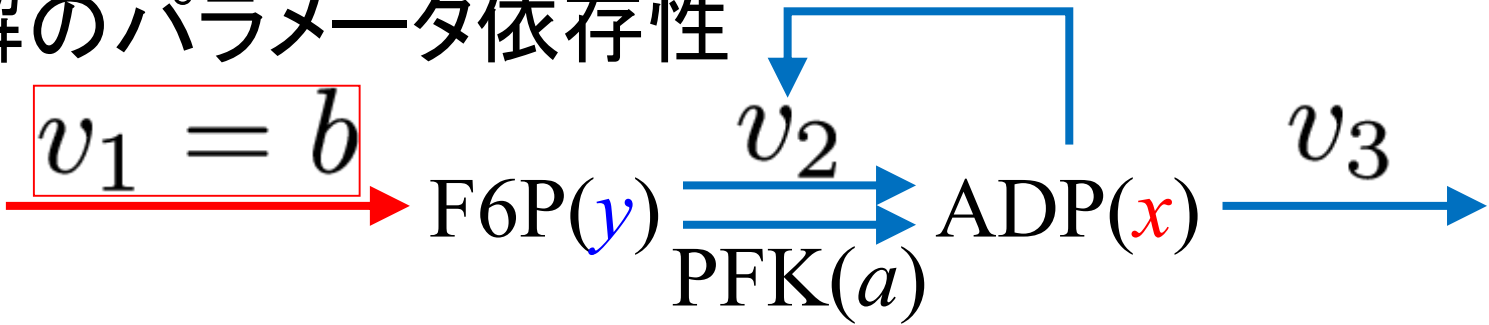 のパラメータ依存性
v₁ = b
v₂
v₃
F6P(y)
ADP(x)
PFK(a)